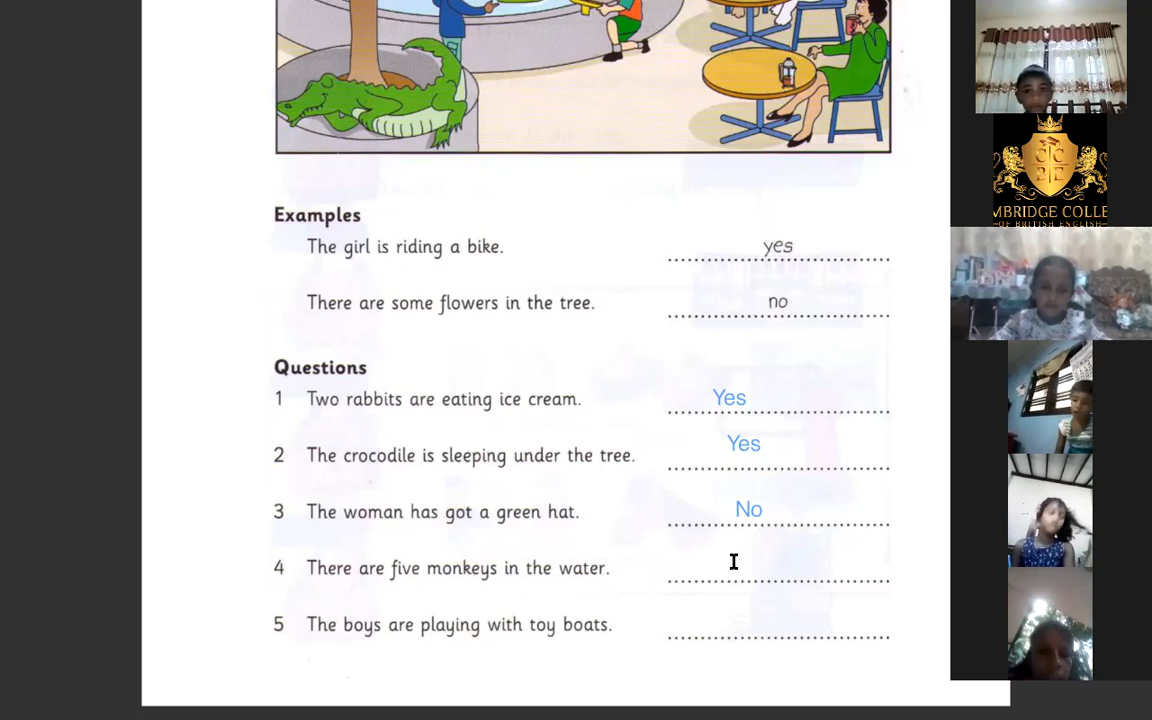 Examples
The girl is riding a bike. yes
There are some flowers in the tree. no
Questions
1 Two rabbits are eating ice cream. Yes
2 The crocodile is sleeping under the tree. Yes
3 The woman has got a green hat. No
4 There are five monkeys in the water.
5 The boys are playing with toy boats.
MBRIDGE COLLE
OF BRITISH ENGLISH